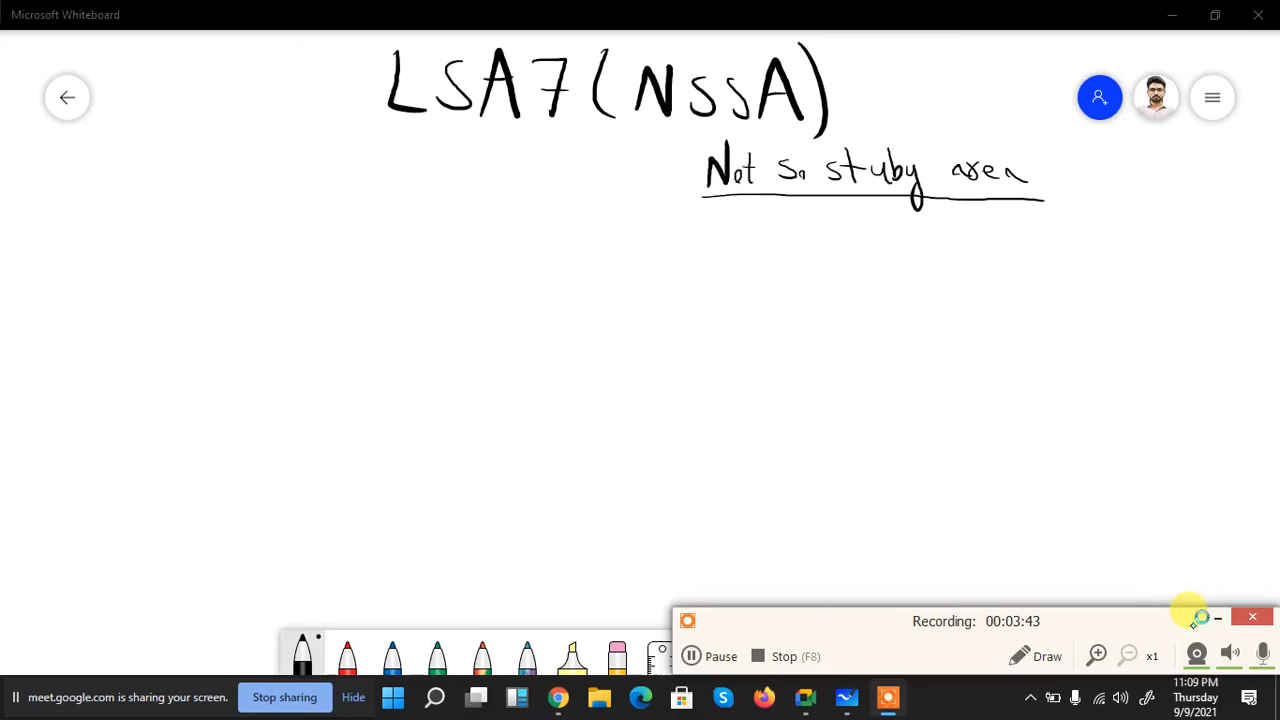 Microsoft Whiteboard
LSA7(NSSA)
Not So stuby area
Recording: 00:03:43
Pause
Stop (F8)
Draw
x1
meet.google.com is sharing your screen.
Stop sharing
Hide
11:09 PM
Thursday
9/9/2021